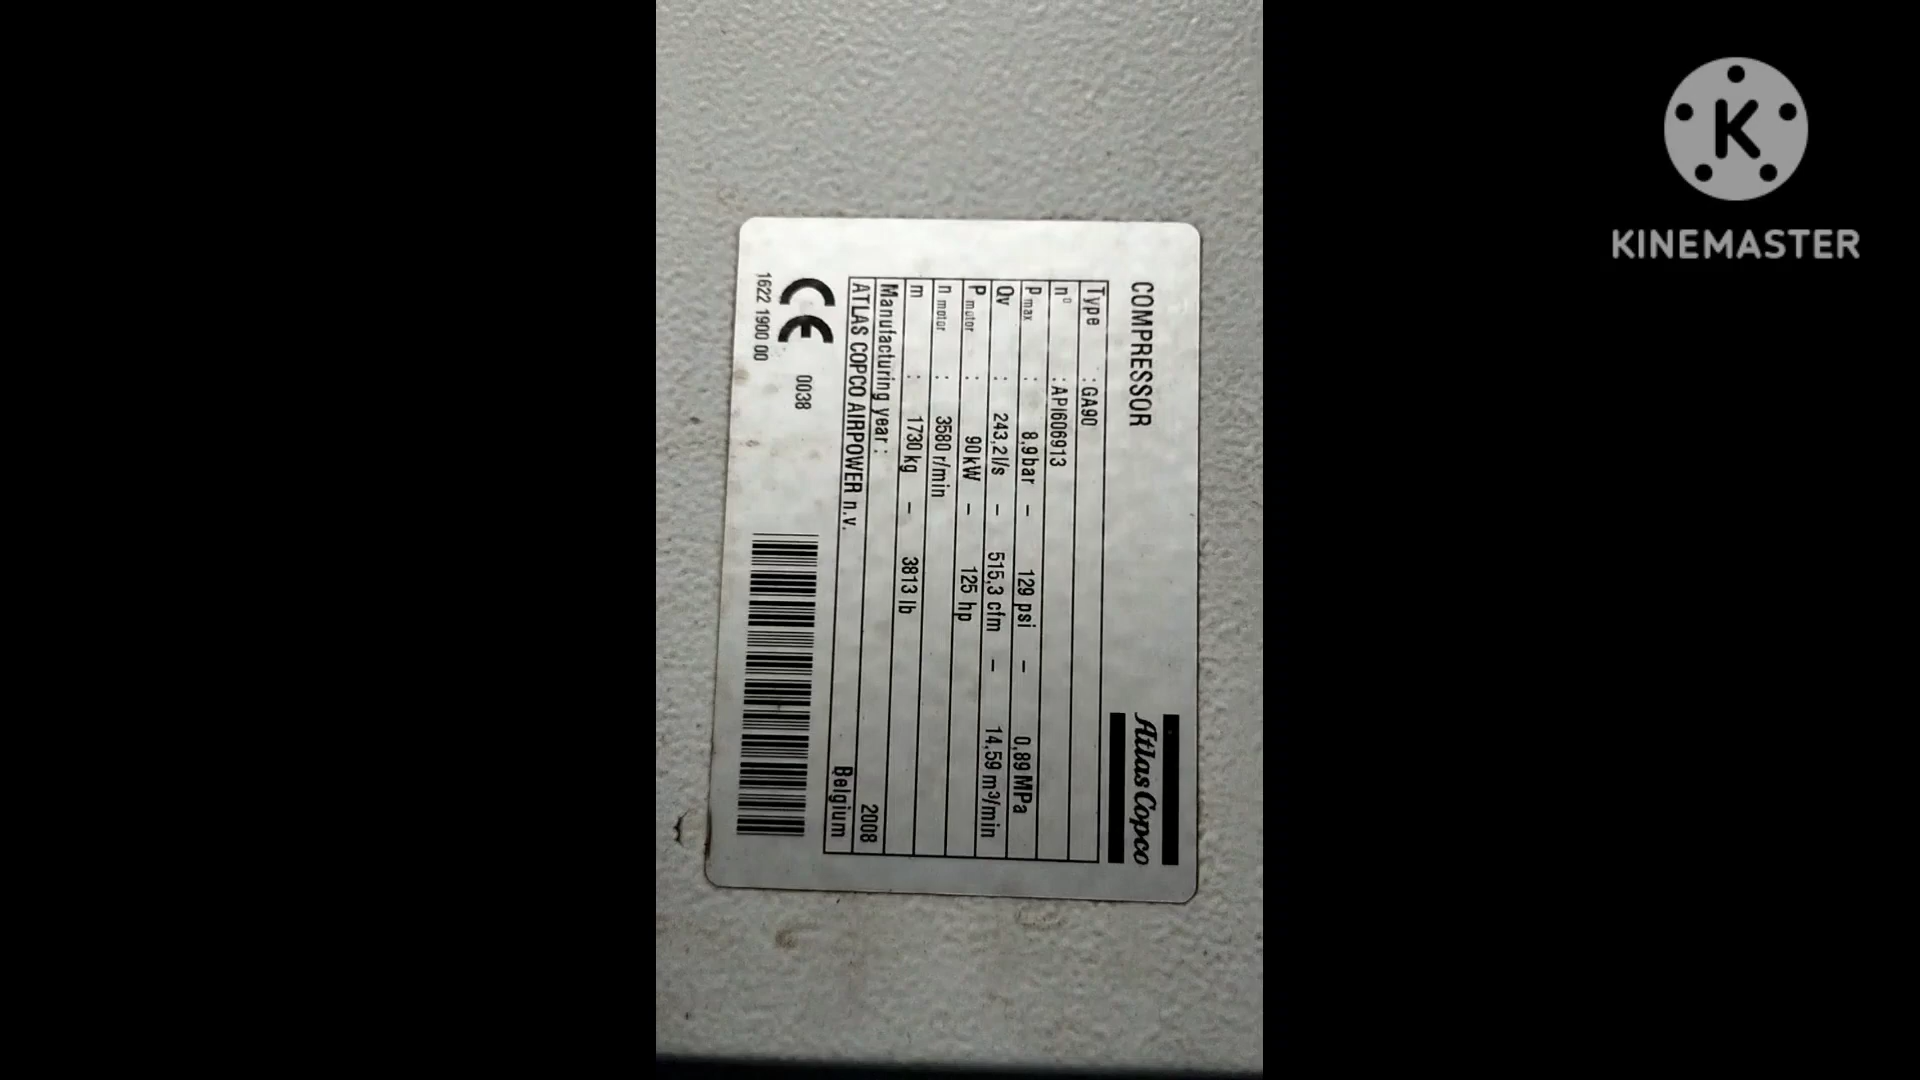 COMPRESSOR
Atlas Copco
Type : GA90
nº : API606913
P max : 8,9 bar – 129 psi – 0,89 MPa
Qv : 243,2 l/s – 515,3 cfm – 14,59 m³/min
P motor : 90 kW – 125 hp
n motor : 3580 r/min
m : 1730 kg – 3813 lb
Manufacturing year : 2008
ATLAS COPCO AIRPOWER n.v. Belgium
CE 0038
1622 1900 00
K
KINEMASTER